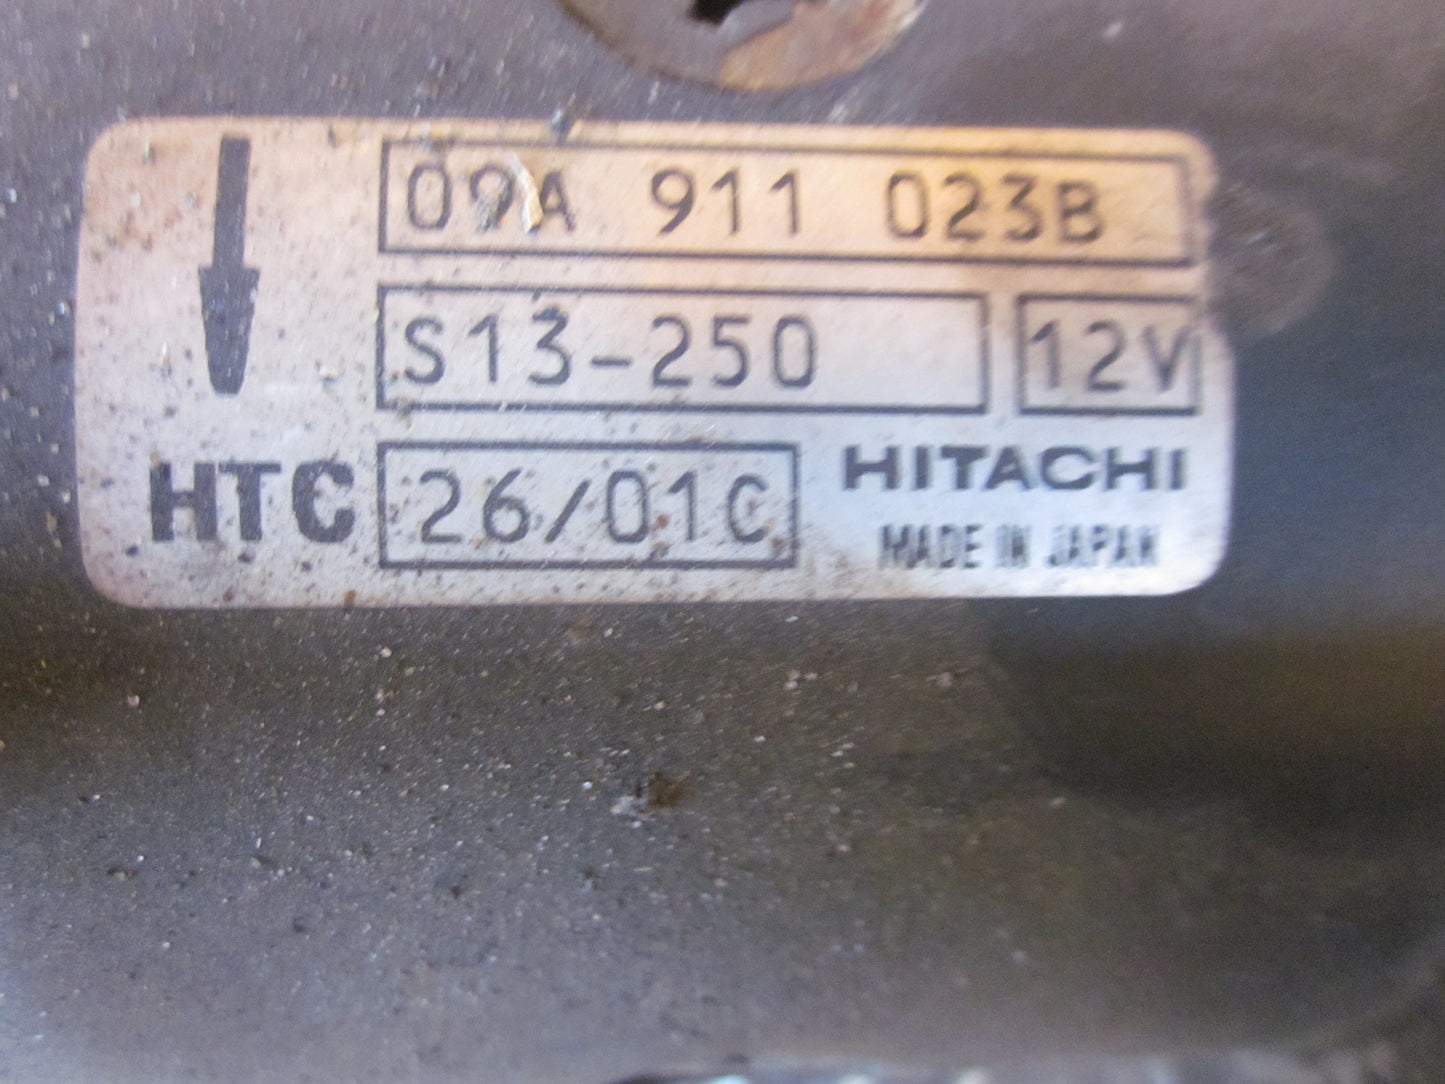 09A 911 023B
S13-250 12V
HTC 26/01C HITACHI
MADE IN JAPAN